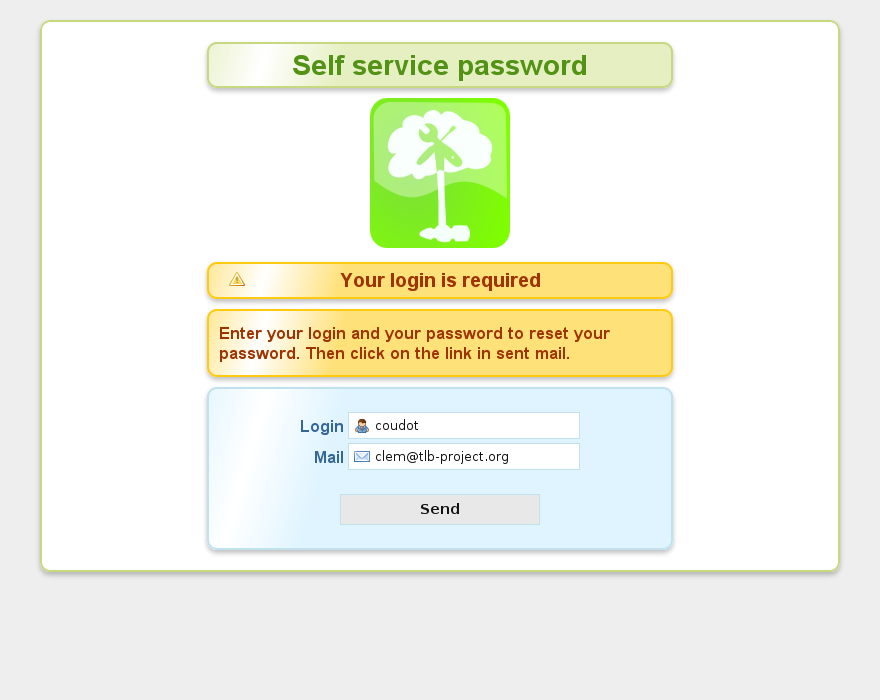 Self service password
Your login is required
Enter your login and your password to reset your
password. Then click on the link in sent mail.
Login coudot
Mail clem@tlb-project.org
Send